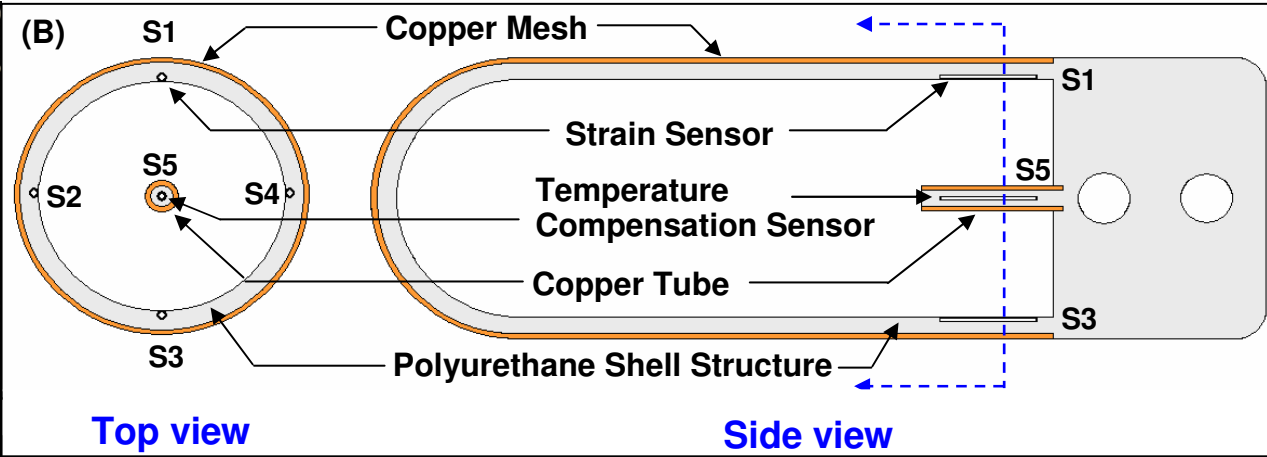 (B)
S1
Copper Mesh
S1
Strain Sensor
S5
S5
S2
S4
Temperature
Compensation Sensor
Copper Tube
S3
S3
Polyurethane Shell Structure
Top view
Side view